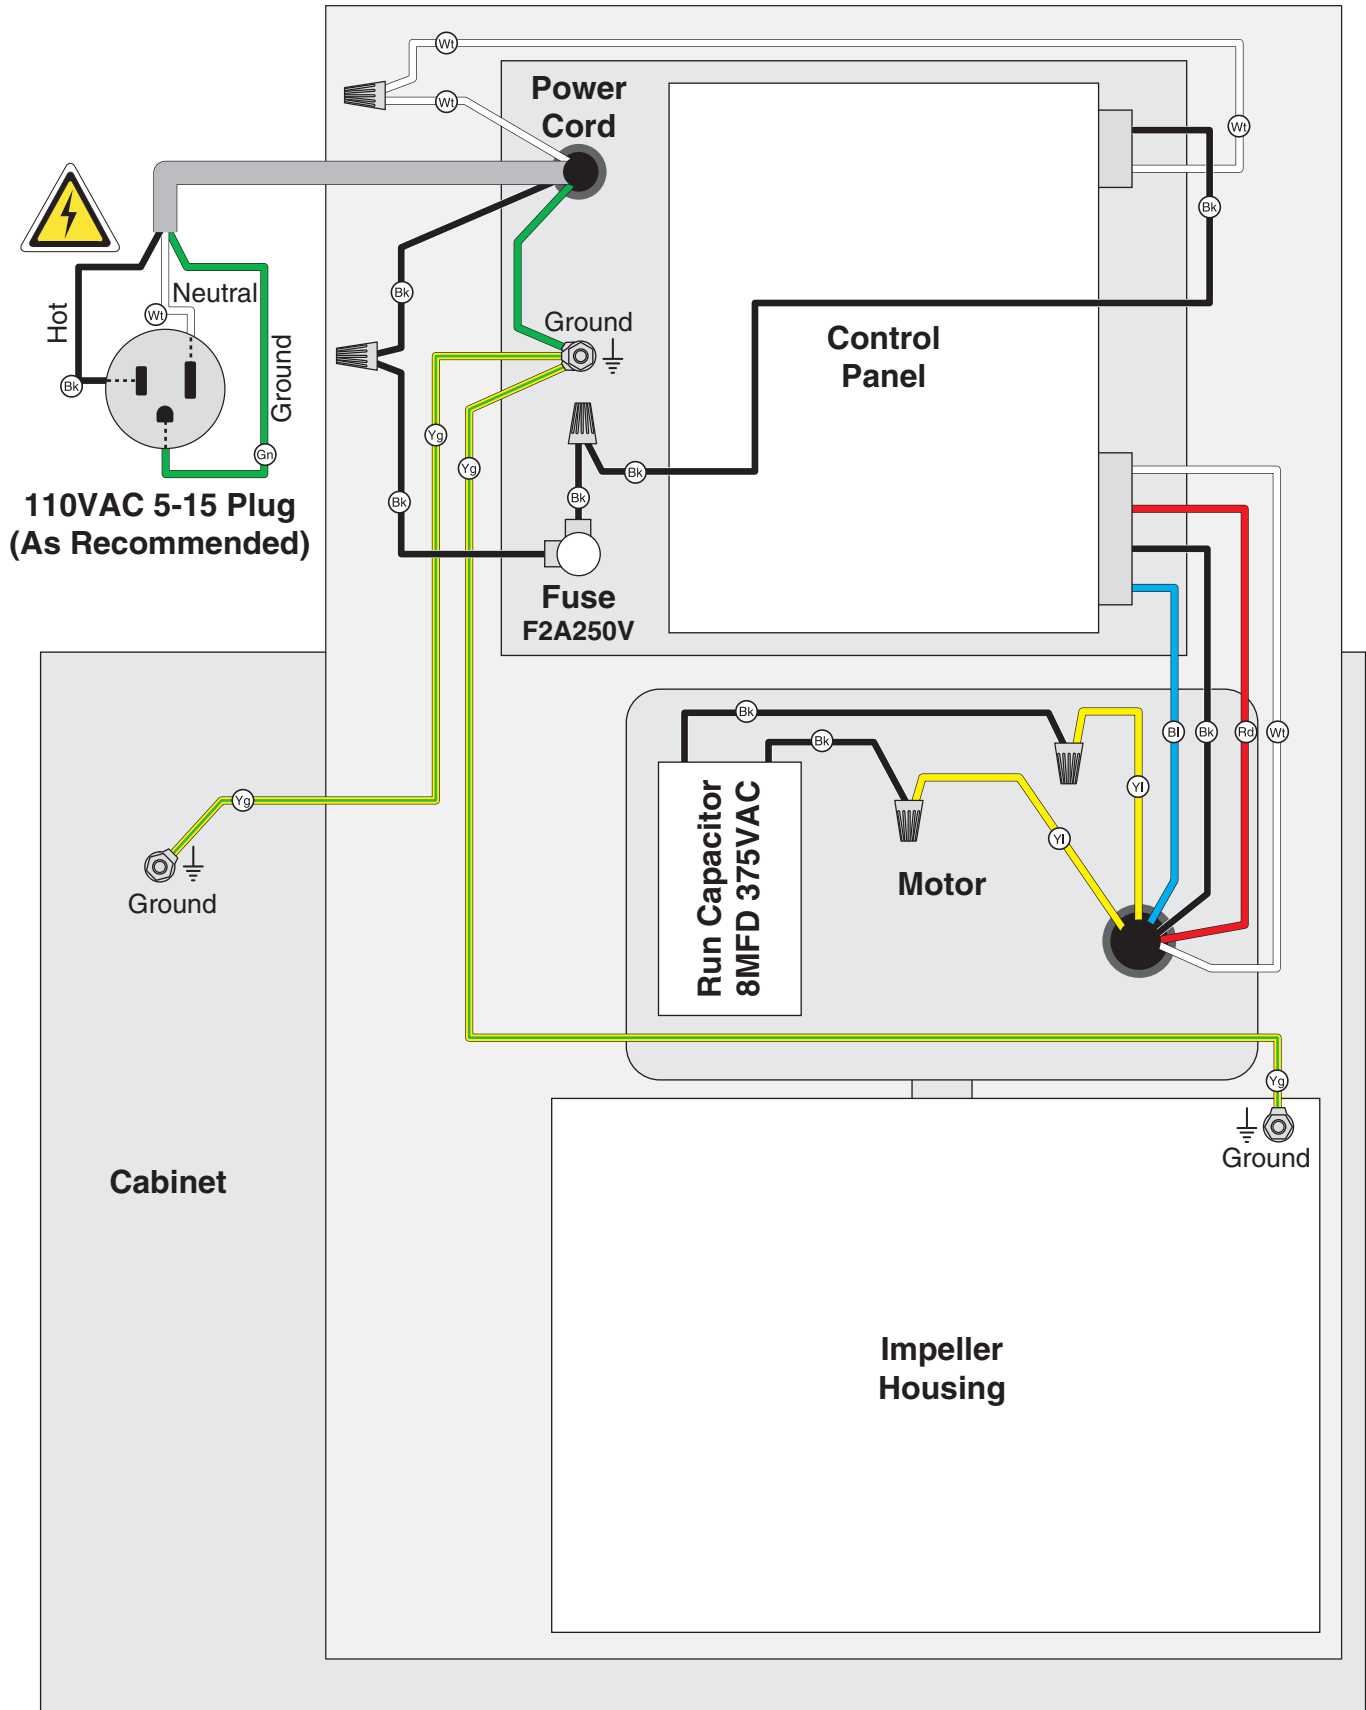 Wt
Power
Cord
Wt
Wt
Bk
Hot
Neutral
Wt
Bk
Ground
Gn
Bk
Ground
Control
Panel
Yg
Yg
Bk
Bk
Bk
110VAC 5-15 Plug
(As Recommended)
Fuse
F2A250V
Bk
Bk
Bl
Bk
Rd
Wt
Yl
Yl
Run Capacitor
8MFD 375VAC
Motor
Yg
Ground
Yg
Ground
Cabinet
Impeller
Housing